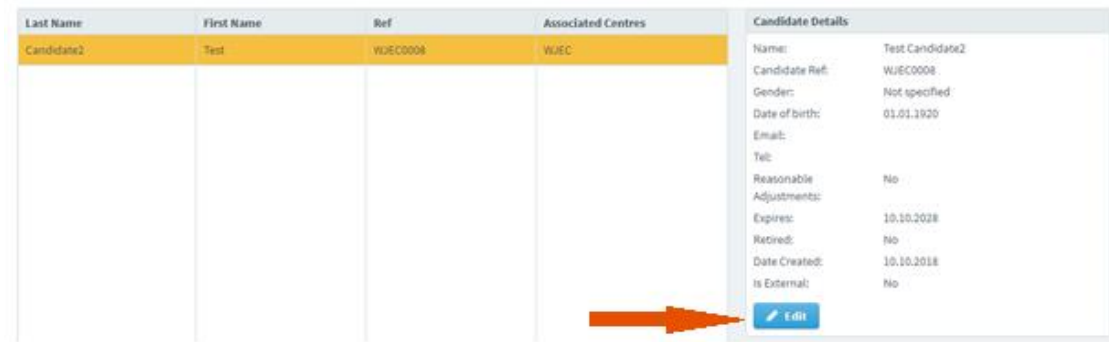 Last Name First Name Ref Associated Centres
Candidate2 Test WJEC0008 WJEC
Candidate Details
Name: Test Candidate2
Candidate Ref: WJEC0008
Gender: Not specified
Date of birth: 01.01.1920
Email:
Tel:
Reasonable No
Adjustments:
Expires: 10.10.2028
Retired: No
Date Created: 10.10.2018
Is External: No
Edit